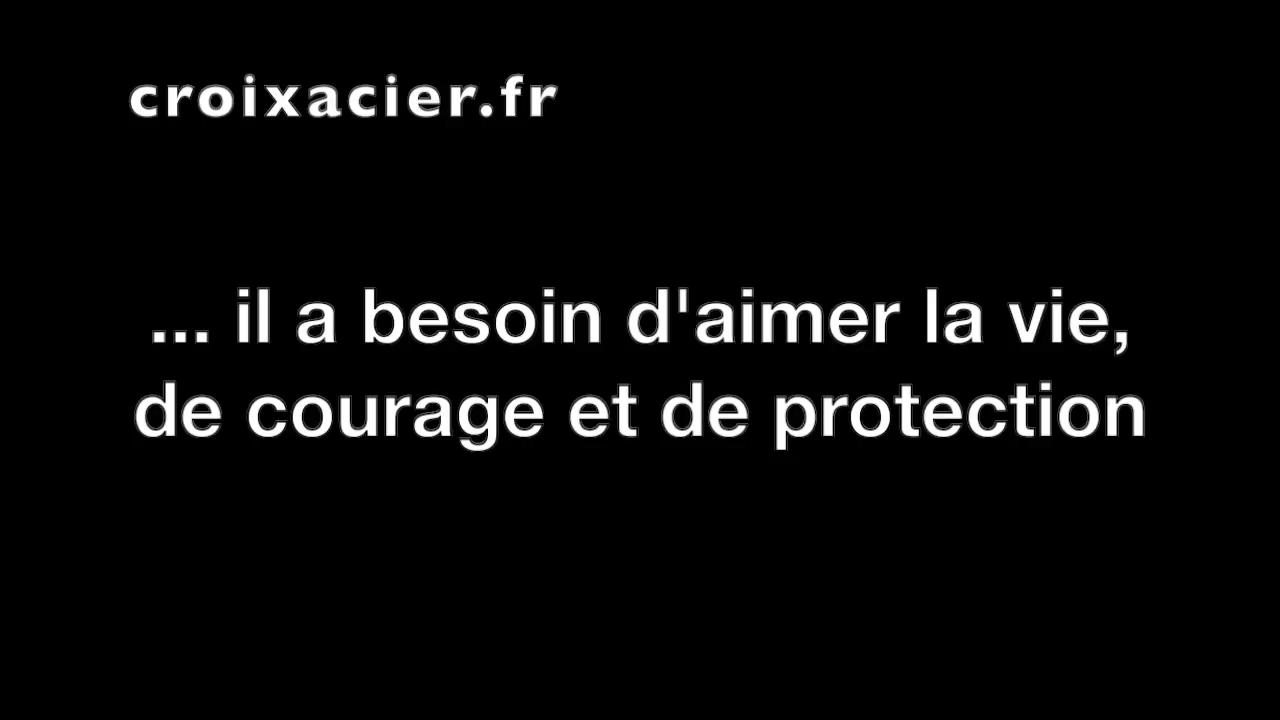 croixacier.fr
... il a besoin d'aimer la vie,
de courage et de protection